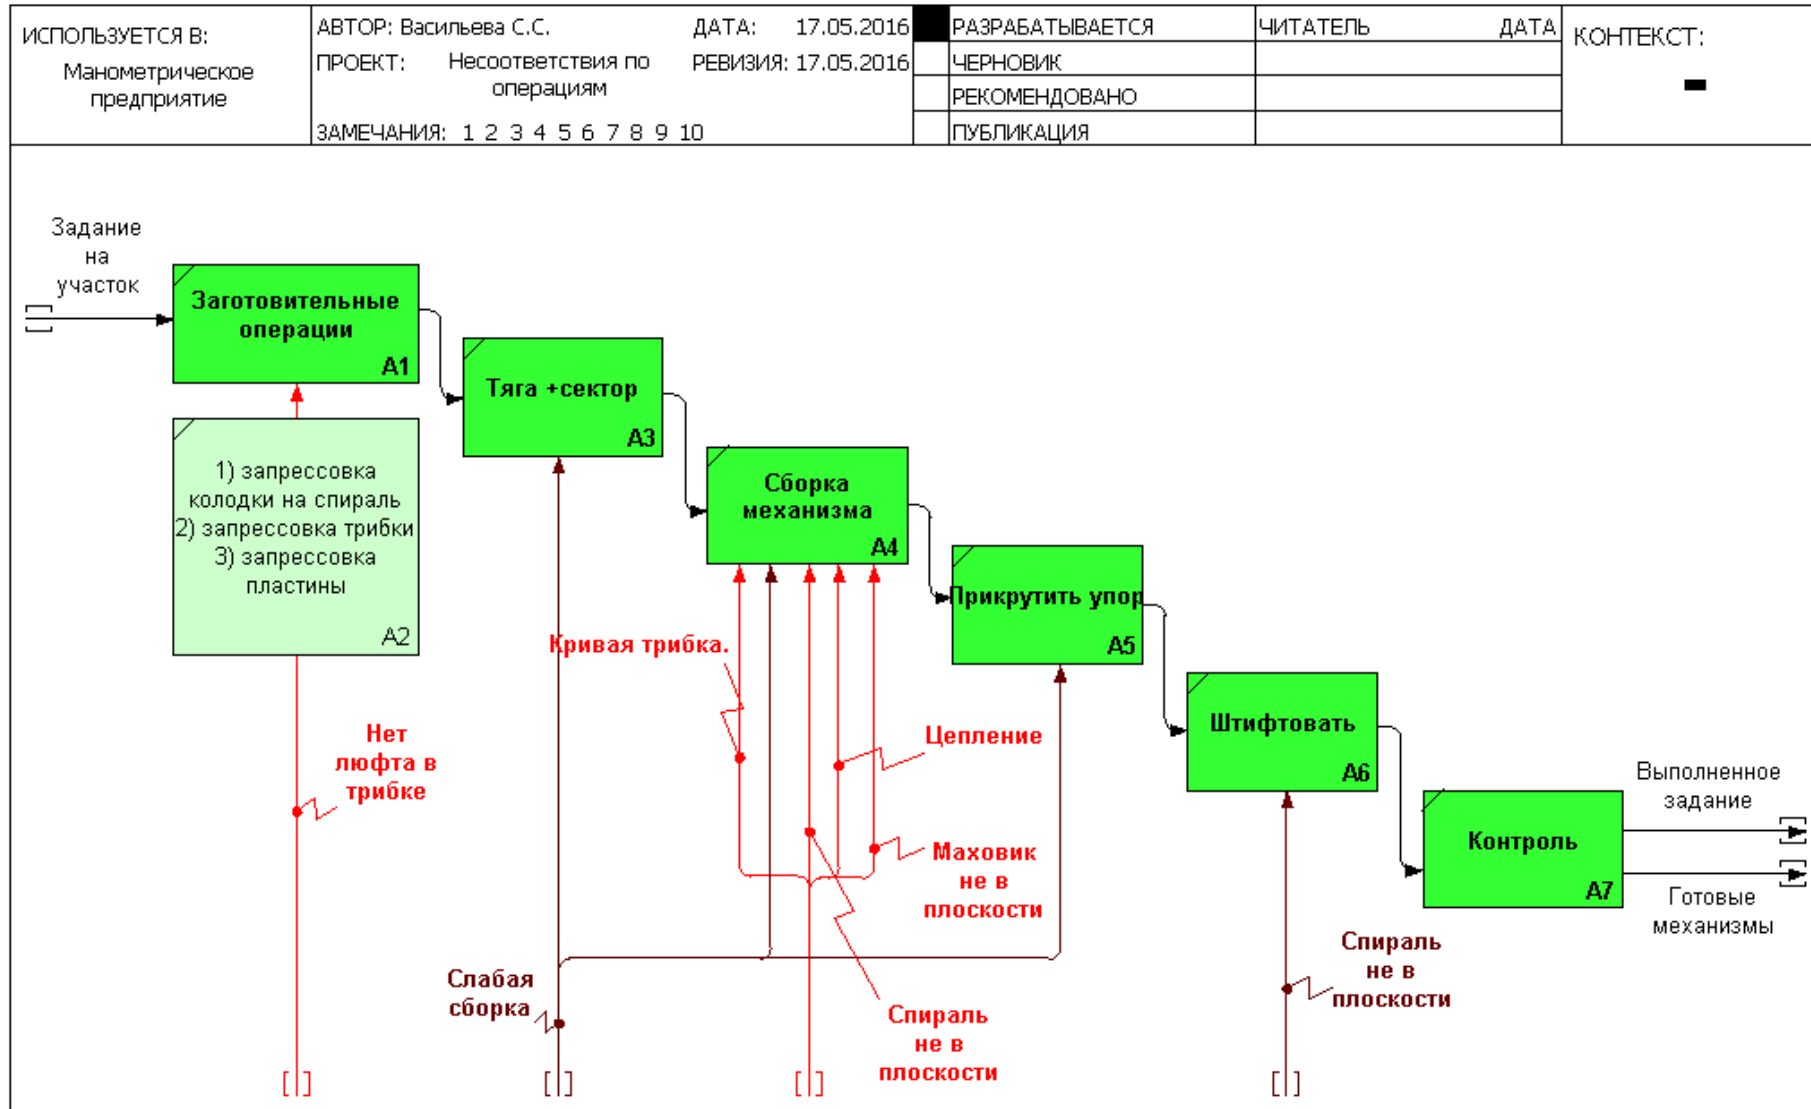 ИСПОЛЬЗУЕТСЯ В:
Манометрическое
предприятие
АВТОР: Васильева С.С.
ДАТА: 17.05.2016
ПРОЕКТ: Несоответствия по
операциям
РЕВИЗИЯ: 17.05.2016
ЗАМЕЧАНИЯ: 1 2 3 4 5 6 7 8 9 10
РАЗРАБАТЫВАЕТСЯ
ЧЕРНОВИК
РЕКОМЕНДОВАНО
ПУБЛИКАЦИЯ
ЧИТАТЕЛЬ ДАТА
КОНТЕКСТ:
Задание
на
участок
Заготовительные
операции
A1
1) запрессовка
колодки на спираль
2) запрессовка трибки
3) запрессовка
пластины
A2
Тяга +сектор
A3
Сборка
механизма
A4
Прикрутить упор
A5
Штифтовать
A6
Контроль
A7
Кривая трибка.
Нет
люфта в
трибке
Цепление
Маховик
не в
плоскости
Слабая
сборка
Спираль
не в
плоскости
Спираль
не в
плоскости
Выполненное
задание
Готовые
механизмы